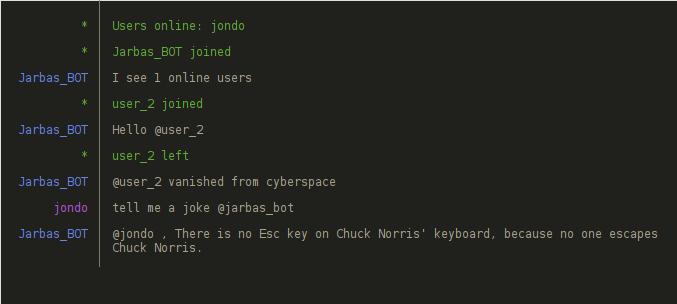 * Users online: jondo
* Jarbas_BOT joined
Jarbas_BOT I see 1 online users
* user_2 joined
Jarbas_BOT Hello @user_2
* user_2 left
Jarbas_BOT @user_2 vanished from cyberspace
jondo tell me a joke @jarbas_bot
Jarbas_BOT @jondo , There is no Esc key on Chuck Norris' keyboard, because no one escapes
Chuck Norris.